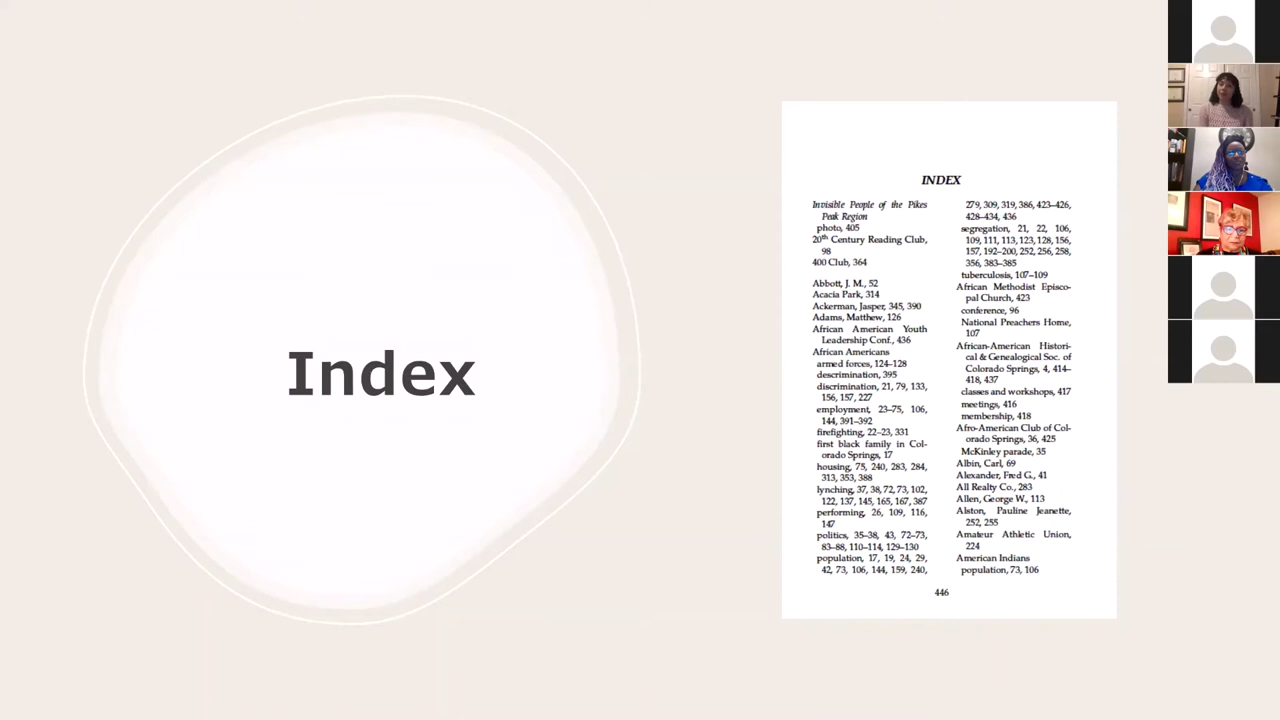 Index
INDEX
Invisible People of the Pikes
Peak Region
photo, 405
20th Century Reading Club,
98
400 Club, 364
Abbott, J. M., 52
Acacia Park, 314
Ackerman, Jasper, 345, 390
Adams, Matthew, 126
African American Youth
Leadership Conf., 436
African Americans
armed forces, 124–128
descrimination, 395
discrimination, 21, 79, 133,
156, 157, 227
employment, 23–75, 106,
144, 391–392
firefighting, 22–23, 331
first black family in Col-
orado Springs, 17
housing, 75, 240, 283, 284,
313, 353, 388
lynching, 37, 38, 72, 73, 102,
122, 137, 145, 165, 167, 387
performing, 26, 109, 116,
147
politics, 35–38, 43, 72–73,
83–88, 110–114, 129–130
population, 17, 19, 24, 29,
42, 73, 106, 144, 159, 240,
279, 309, 319, 386, 423–426,
428–434, 436
segregation, 21, 22, 106,
109, 111, 113, 123, 128, 156,
157, 192–200, 252, 256, 258,
356, 383–385
tuberculosis, 107–109
African Methodist Episco-
pal Church, 423
conference, 96
National Preachers Home,
107
African-American Histori-
cal & Genealogical Soc. of
Colorado Springs, 4, 414–
418, 437
classes and workshops, 417
meetings, 416
membership, 418
Afro-American Club of Col-
orado Springs, 36, 425
McKinley parade, 35
Albin, Carl, 69
Alexander, Fred G., 41
All Realty Co., 283
Allen, George W., 113
Alston, Pauline Jeanette,
252, 255
Amateur Athletic Union,
224
American Indians
population, 73, 106
446